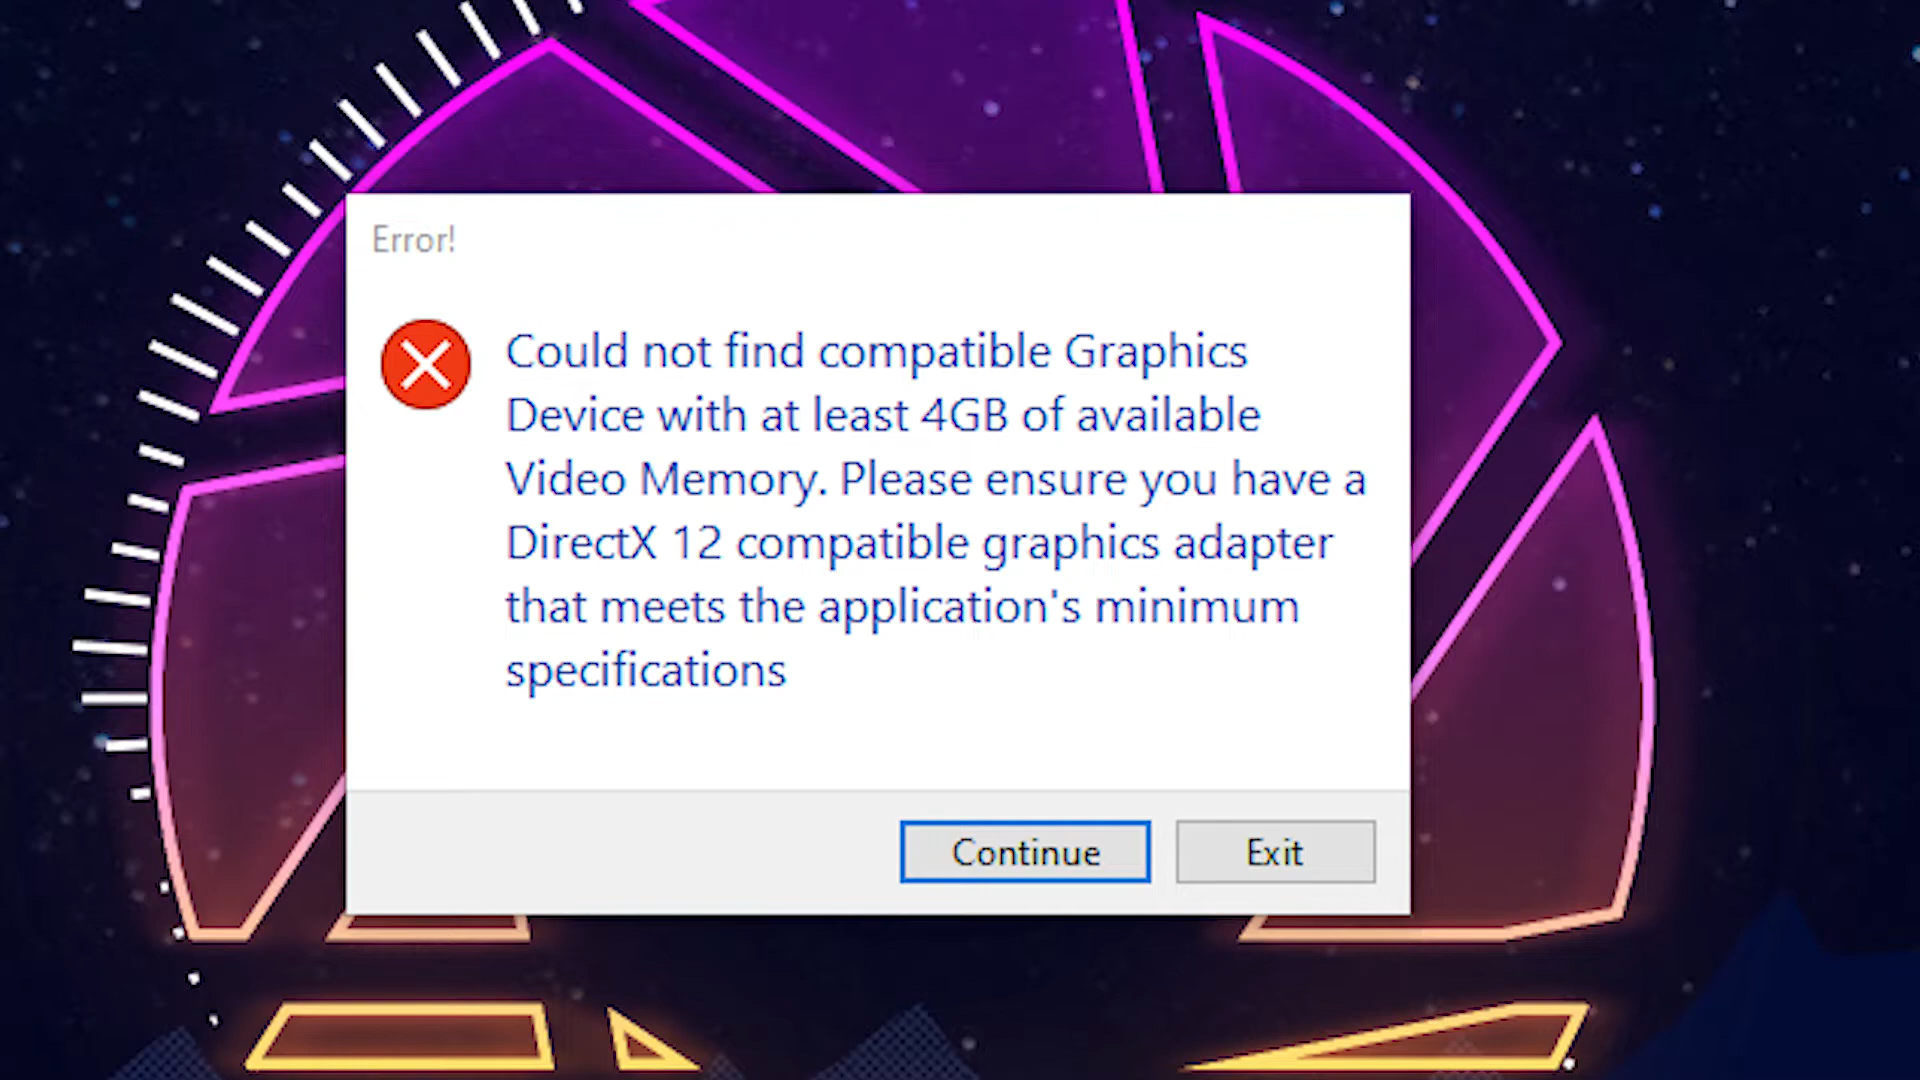 Error!
Could not find compatible Graphics
Device with at least 4GB of available
Video Memory. Please ensure you have a
DirectX 12 compatible graphics adapter
that meets the application's minimum
specifications
Continue
Exit